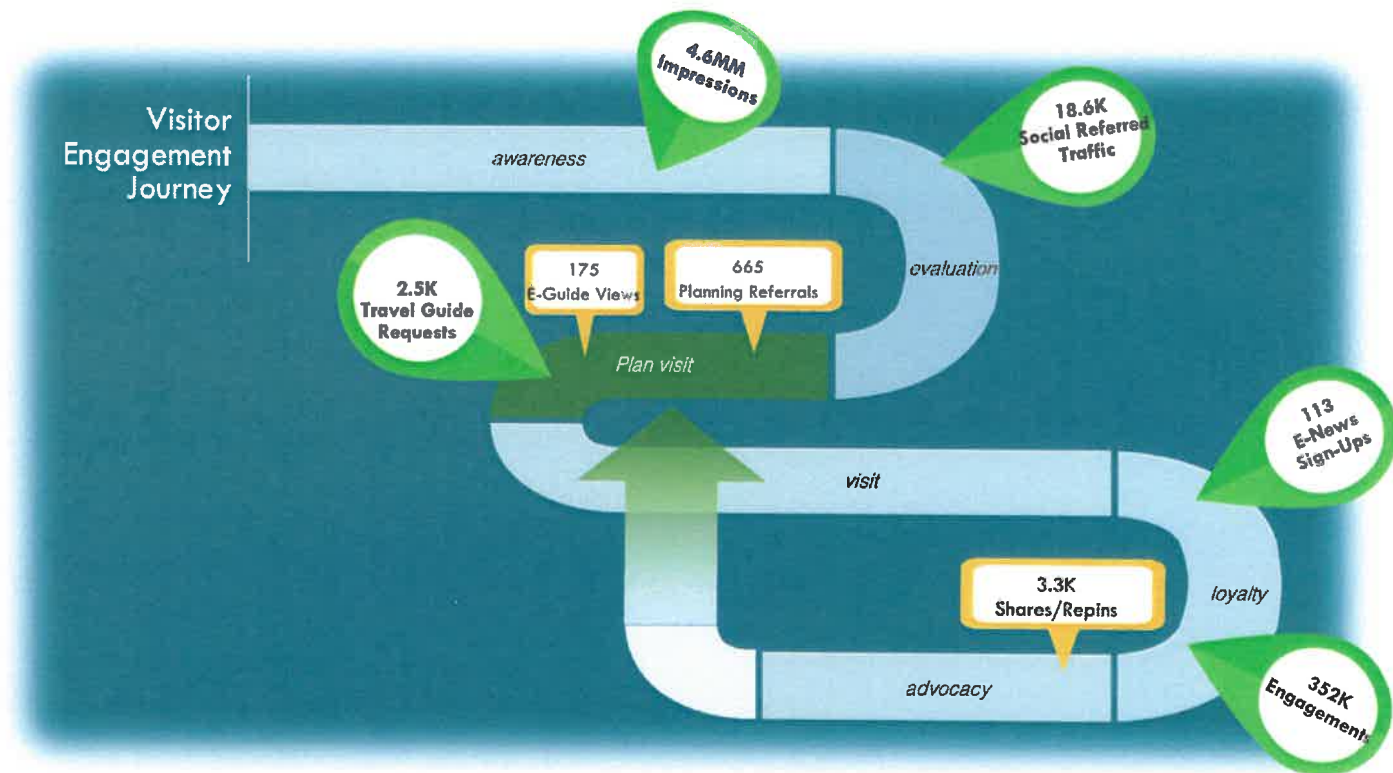 Visitor
Engagement
Journey
4.6MM
Impressions
awareness
18.6K
Social Referred
Traffic
evaluation
665
Planning Referrals
175
E-Guide Views
2.5K
Travel Guide
Requests
Plan visit
visit
113
E-News
Sign-Ups
loyalty
352K
Engagements
3.3K
Shares/Repins
advocacy